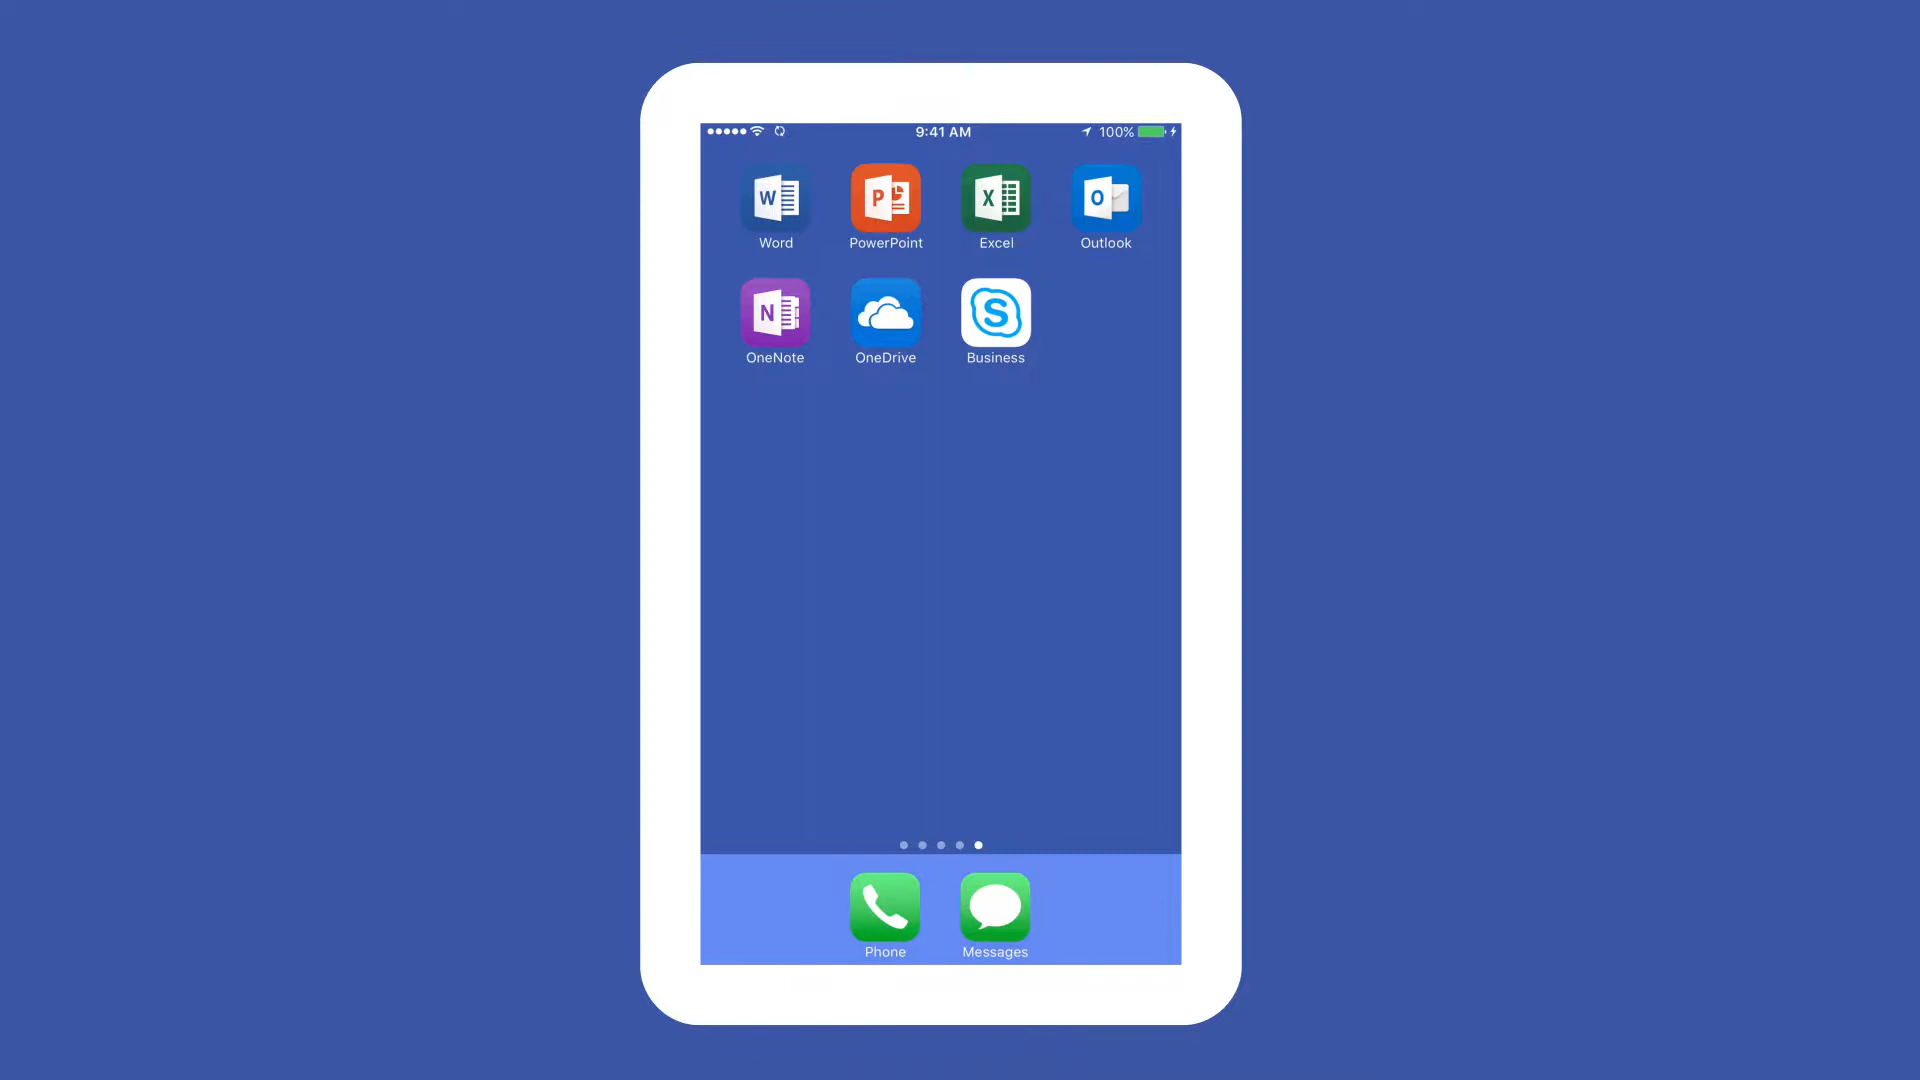 9:41 AM 100%
W P X O
Word PowerPoint Excel Outlook
N S
OneNote OneDrive Business
Phone Messages